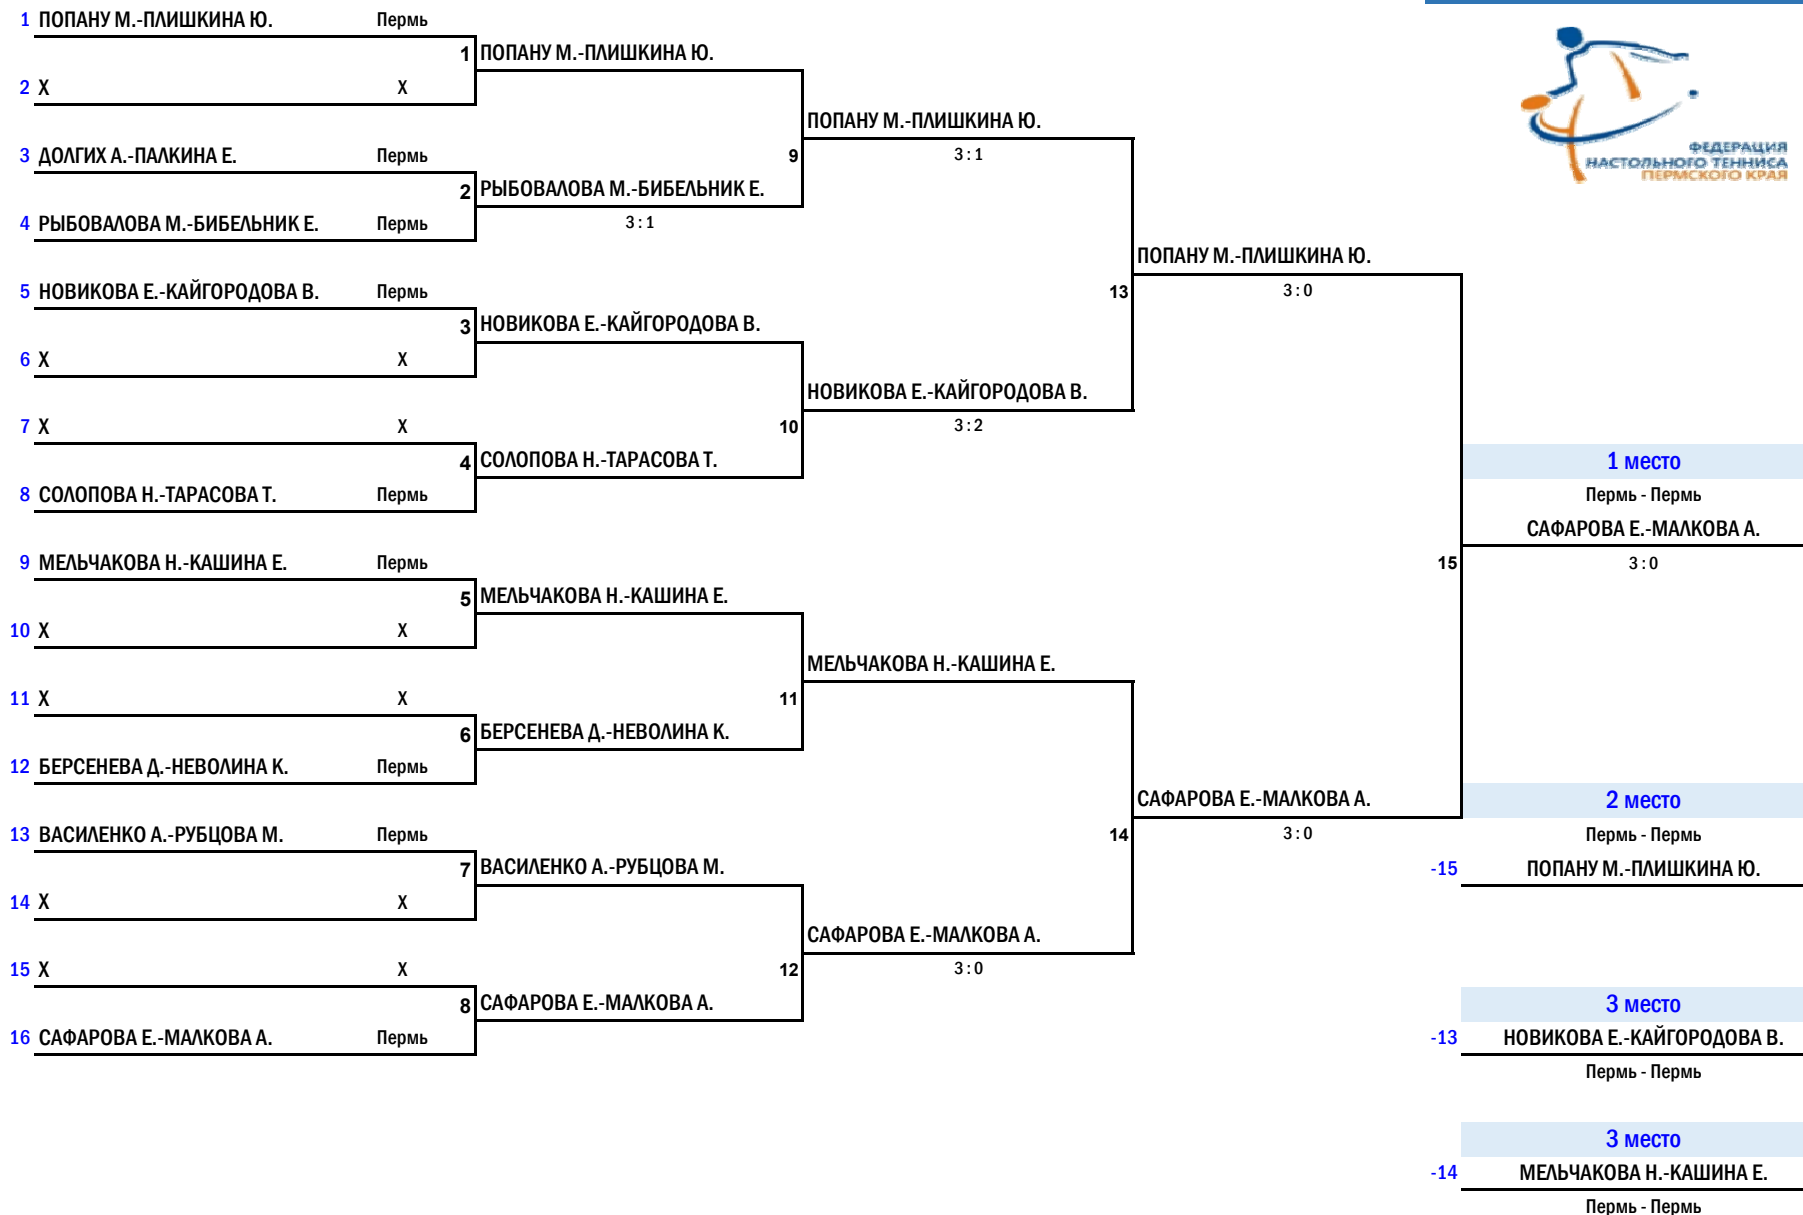 1 ПОПАНУ М.-ПЛИШКИНА Ю. Пермь
1 ПОПАНУ М.-ПЛИШКИНА Ю.
2 X X
ПОПАНУ М.-ПЛИШКИНА Ю.
3 ДОЛГИХ А.-ПАЛКИНА Е. Пермь
9
3 : 1
ФЕДЕРАЦИЯ
НАСТОЛЬНОГО ТЕННИСА
ПЕРМСКОГО КРАЯ
2 РЫБОВАЛОВА М.-БИБЕЛЬНИК Е.
4 РЫБОВАЛОВА М.-БИБЕЛЬНИК Е. Пермь
3 : 1
ПОПАНУ М.-ПЛИШКИНА Ю.
5 НОВИКОВА Е.-КАЙГОРОДОВА В. Пермь
13
3 : 0
3 НОВИКОВА Е.-КАЙГОРОДОВА В.
6 X X
НОВИКОВА Е.-КАЙГОРОДОВА В.
7 X X
10
3 : 2
4 СОЛОПОВА Н.-ТАРАСОВА Т.
1 место
8 СОЛОПОВА Н.-ТАРАСОВА Т. Пермь
Пермь - Пермь
САФАРОВА Е.-МАЛКОВА А.
9 МЕЛЬЧАКОВА Н.-КАШИНА Е. Пермь
15
3 : 0
5 МЕЛЬЧАКОВА Н.-КАШИНА Е.
10 X X
МЕЛЬЧАКОВА Н.-КАШИНА Е.
11 X X
11
6 БЕРСЕНЕВА Д.-НЕВОЛИНА К.
12 БЕРСЕНЕВА Д.-НЕВОЛИНА К. Пермь
САФАРОВА Е.-МАЛКОВА А.
2 место
13 ВАСИЛЕНКО А.-РУБЦОВА М. Пермь
14
3 : 0
Пермь - Пермь
7 ВАСИЛЕНКО А.-РУБЦОВА М.
-15 ПОПАНУ М.-ПЛИШКИНА Ю.
14 X X
САФАРОВА Е.-МАЛКОВА А.
15 X X
12
3 : 0
8 САФАРОВА Е.-МАЛКОВА А.
3 место
16 САФАРОВА Е.-МАЛКОВА А. Пермь
-13 НОВИКОВА Е.-КАЙГОРОДОВА В.
Пермь - Пермь
3 место
-14 МЕЛЬЧАКОВА Н.-КАШИНА Е.
Пермь - Пермь